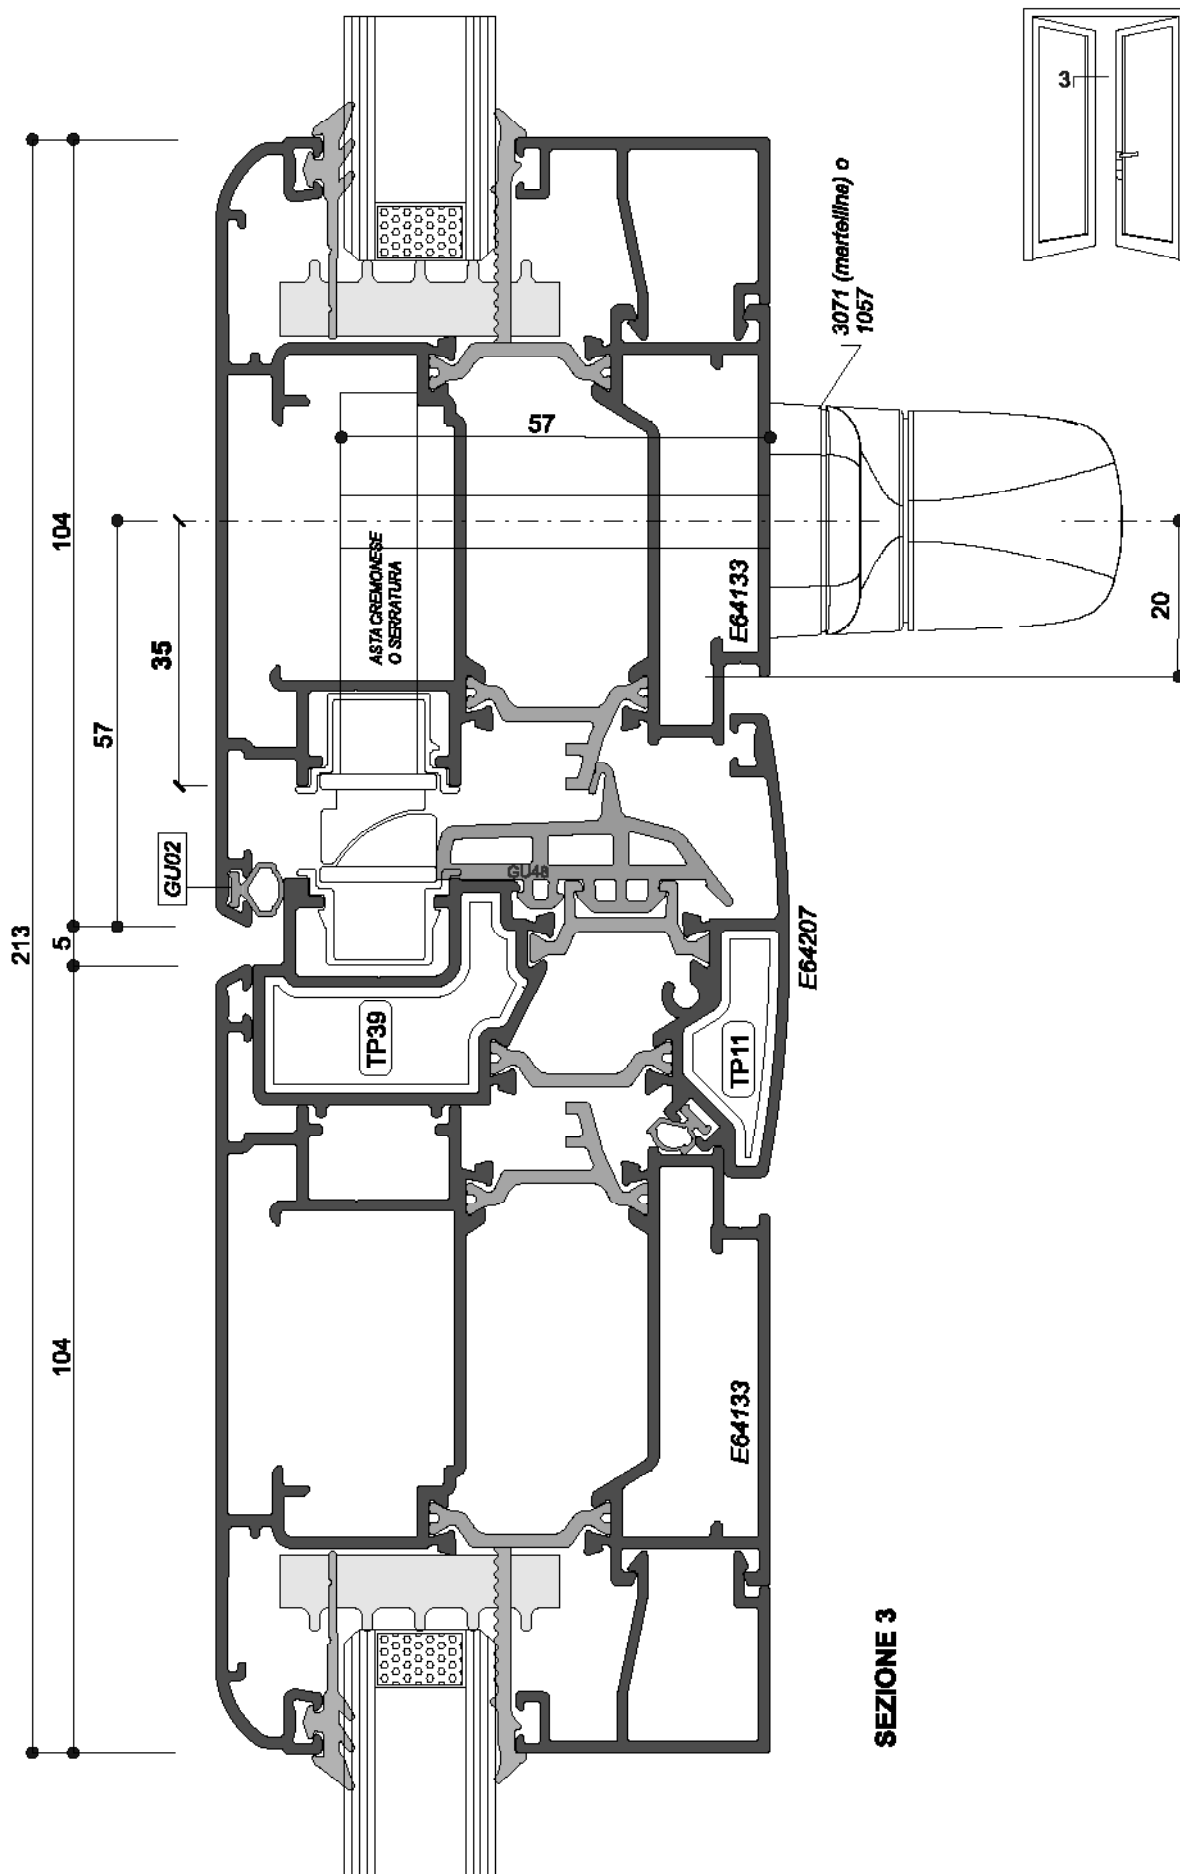 3
3071 (martellina) o
1057
57
104
ASTA CREMONESE
O SERRATURA
E64133
20
35
57
GU02
GU48
213
5
E64207
TP39
TP11
104
E64133
SEZIONE 3